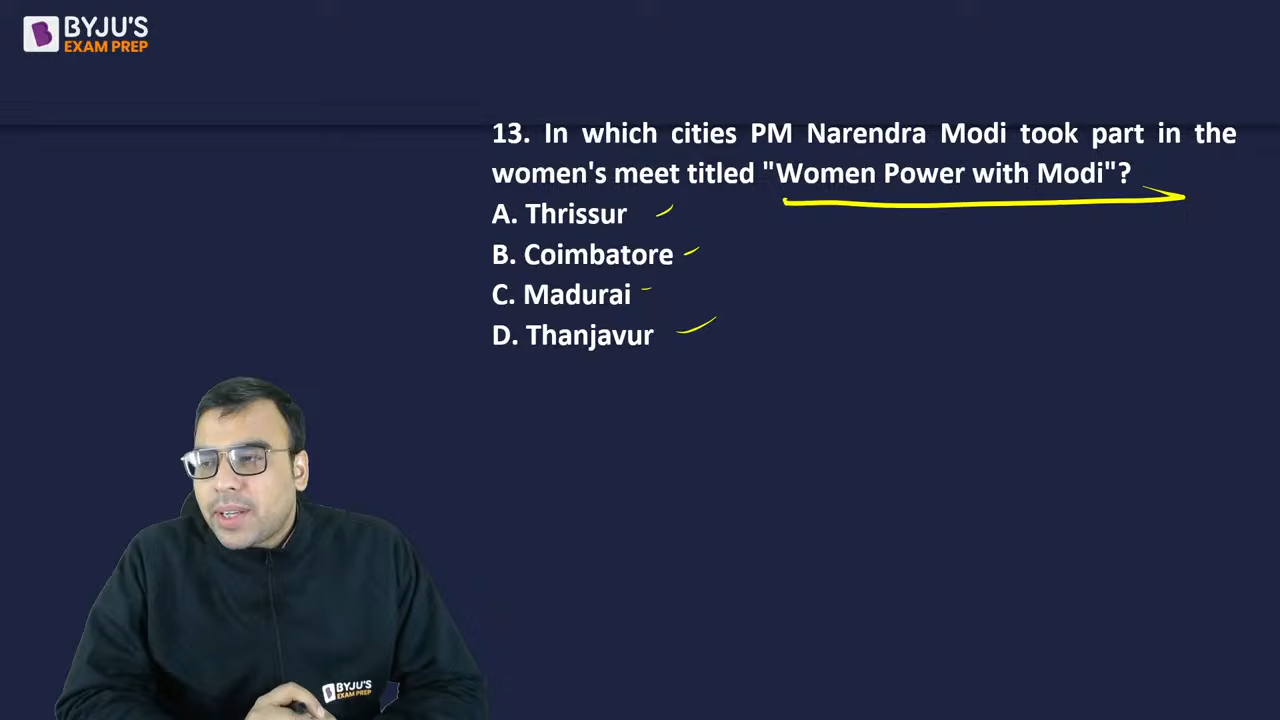 BYJU'S
EXAM PREP
13. In which cities PM Narendra Modi took part in the
women's meet titled "Women Power with Modi"?
A. Thrissur
B. Coimbatore
C. Madurai
D. Thanjavur
BYJU'S
EXAM PREP